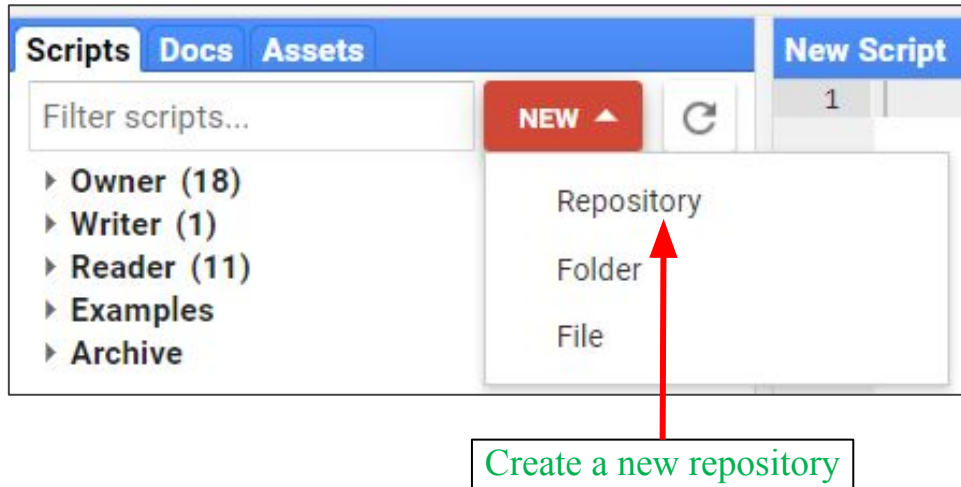 Scripts Docs Assets New Script
Filter scripts... NEW 1
Owner (18)
Writer (1)
Reader (11)
Examples
Archive
Repository
Folder
File
Create a new repository